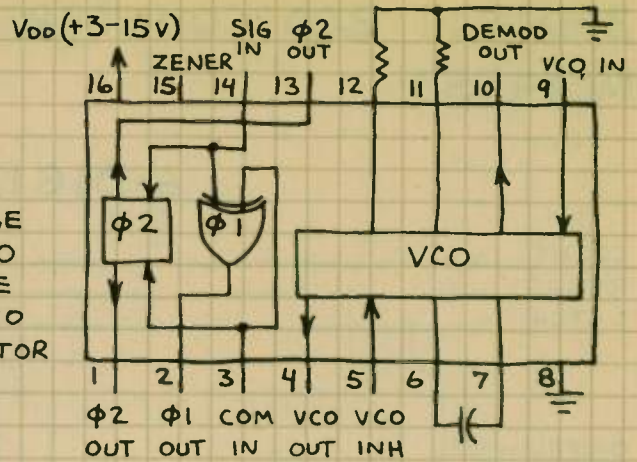 VDD (+3-15V)
SIG φ2 DEMOD
ZENER IN OUT OUT VCO IN
16 15 14 13 12 11 10 9
φ2 φ1
VCO
1 2 3 4 5 6 7 8
φ2 φ1 COM VCO VCO
OUT OUT IN OUT INH